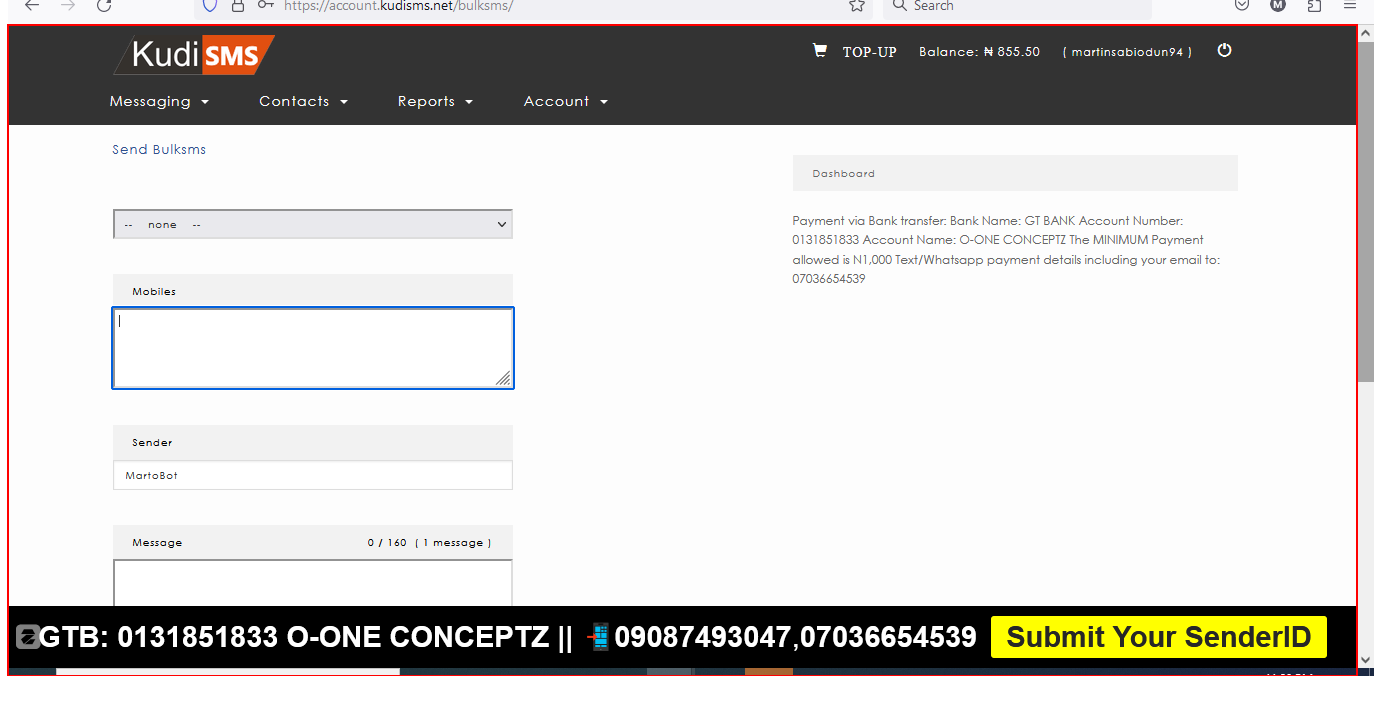 https://account.kudisms.net/bulksms/
Search
M
Kudi SMS
TOP-UP Balance: ₦ 855.50 ( martinsabiodun94 )
Messaging Contacts Reports Account
Send Bulksms
Dashboard
-- none --
Payment via Bank transfer: Bank Name: GT BANK Account Number:
0131851833 Account Name: O-ONE CONCEPTZ The MINIMUM Payment
allowed is N1,000 Text/Whatsapp payment details including your email to:
07036654539
Mobiles
Sender
MartoBot
Message 0 / 160 ( 1 message )
GTB: 0131851833 O-ONE CONCEPTZ || 09087493047,07036654539 Submit Your SenderID